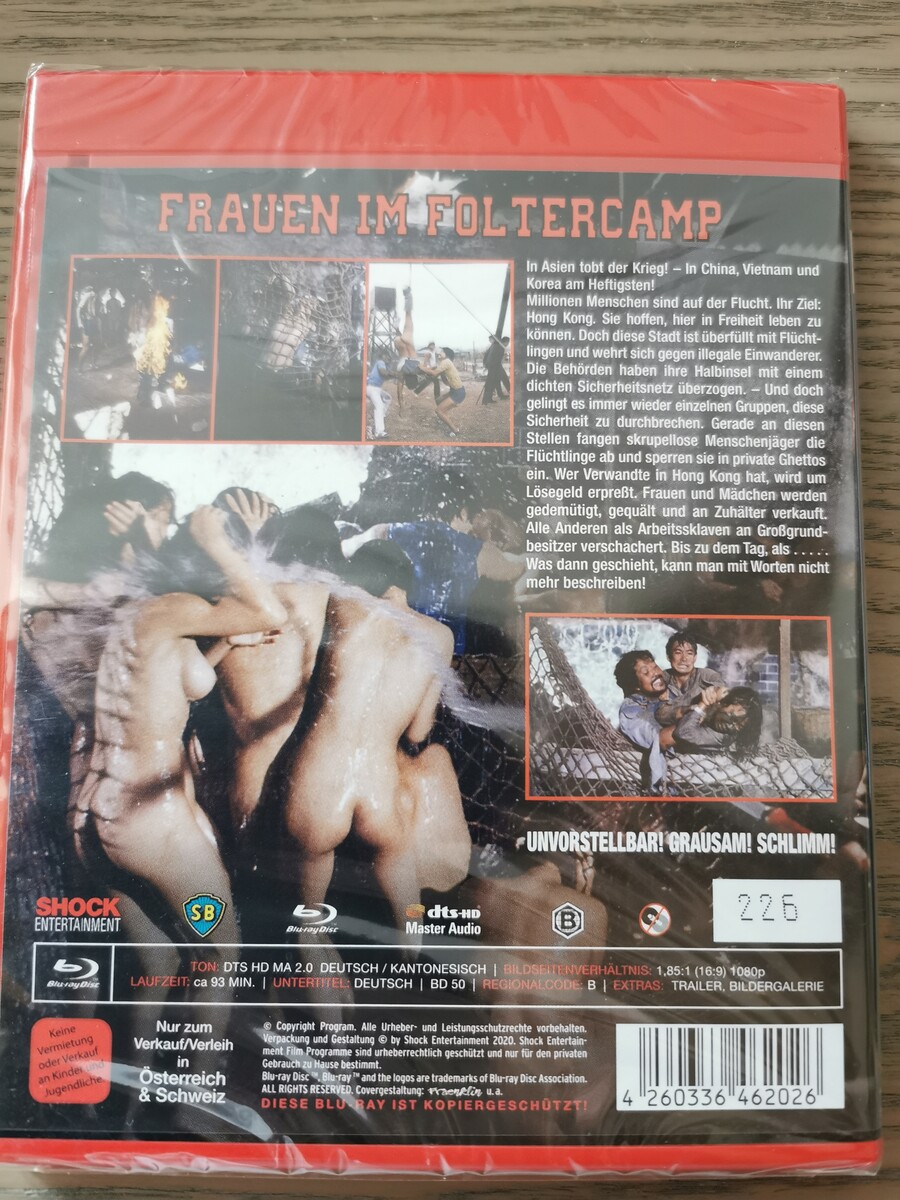 FRAUEN IM FOLTERCAMP
In Asien tobt der Krieg! – In China, Vietnam und
Korea am Heftigsten!
Millionen Menschen sind auf der Flucht. Ihr Ziel:
Hong Kong. Sie hoffen, hier in Freiheit leben zu
können. Doch diese Stadt ist überfüllt mit Flücht-
lingen und wehrt sich gegen illegale Einwanderer.
Die Behörden haben ihre Halbinsel mit einem
dichten Sicherheitsnetz überzogen. – Und doch
gelingt es immer wieder einzelnen Gruppen, diese
Sicherheit zu durchbrechen. Gerade an diesen
Stellen fangen skrupellose Menschenjäger die
Flüchtlinge ab und sperren sie in private Ghettos
ein. Wer Verwandte in Hong Kong hat, wird um
Lösegeld erpreßt. Frauen und Mädchen werden
gedemütigt, gequält und an Zuhälter verkauft.
Alle Anderen als Arbeitssklaven an Großgrund-
besitzer verschachert. Bis zu dem Tag, als . . . . .
Was dann geschieht, kann man mit Worten nicht
mehr beschreiben!
UNVORSTELLBAR! GRAUSAM! SCHLIMM!
SHOCK
ENTERTAINMENT
SB
Blu-ray Disc
dts-HD
Master Audio
B
226
Blu-ray Disc
TON: DTS HD MA 2.0 DEUTSCH / KANTONESISCH | BILDSEITENVERHÄLTNIS: 1,85:1 (16:9) 1080p
LAUFZEIT: ca 93 MIN. | UNTERTITEL: DEUTSCH | BD 50 | REGIONALCODE: B | EXTRAS: TRAILER, BILDERGALERIE
Keine
Vermietung
oder Verkauf
an Kinder und
Jugendliche.
Nur zum
Verkauf/Verleih
in
Österreich
& Schweiz
© Copyright Program. Alle Urheber- und Leistungsschutzrechte vorbehalten.
Verpackung und Gestaltung © by Shock Entertainment 2020. Shock Entertain-
ment Film Programme sind urheberrechtlich geschützt und nur für den privaten
Gebrauch zu Hause bestimmt.
Blu-ray Disc™, Blu-ray™ and the logos are trademarks of Blu-ray Disc Association.
ALL RIGHTS RESERVED. Covergestaltung: Fraenklin u.a.
DIESE BLU-RAY IST KOPIERGESCHÜTZT!
4 260336 462026